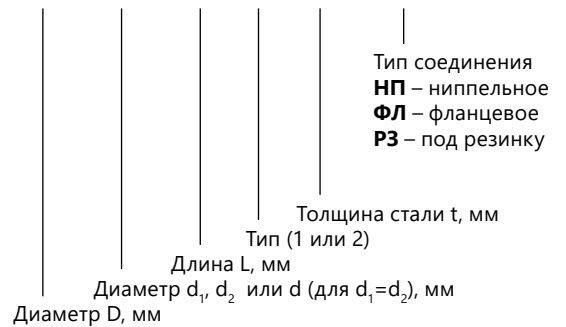 Тип соединения
НП – ниппельное
ФЛ – фланцевое
РЗ – под резинку
Толщина стали t, мм
Тип (1 или 2)
Длина L, мм
Диаметр d₁, d₂ или d (для d₁=d₂), мм
Диаметр D, мм